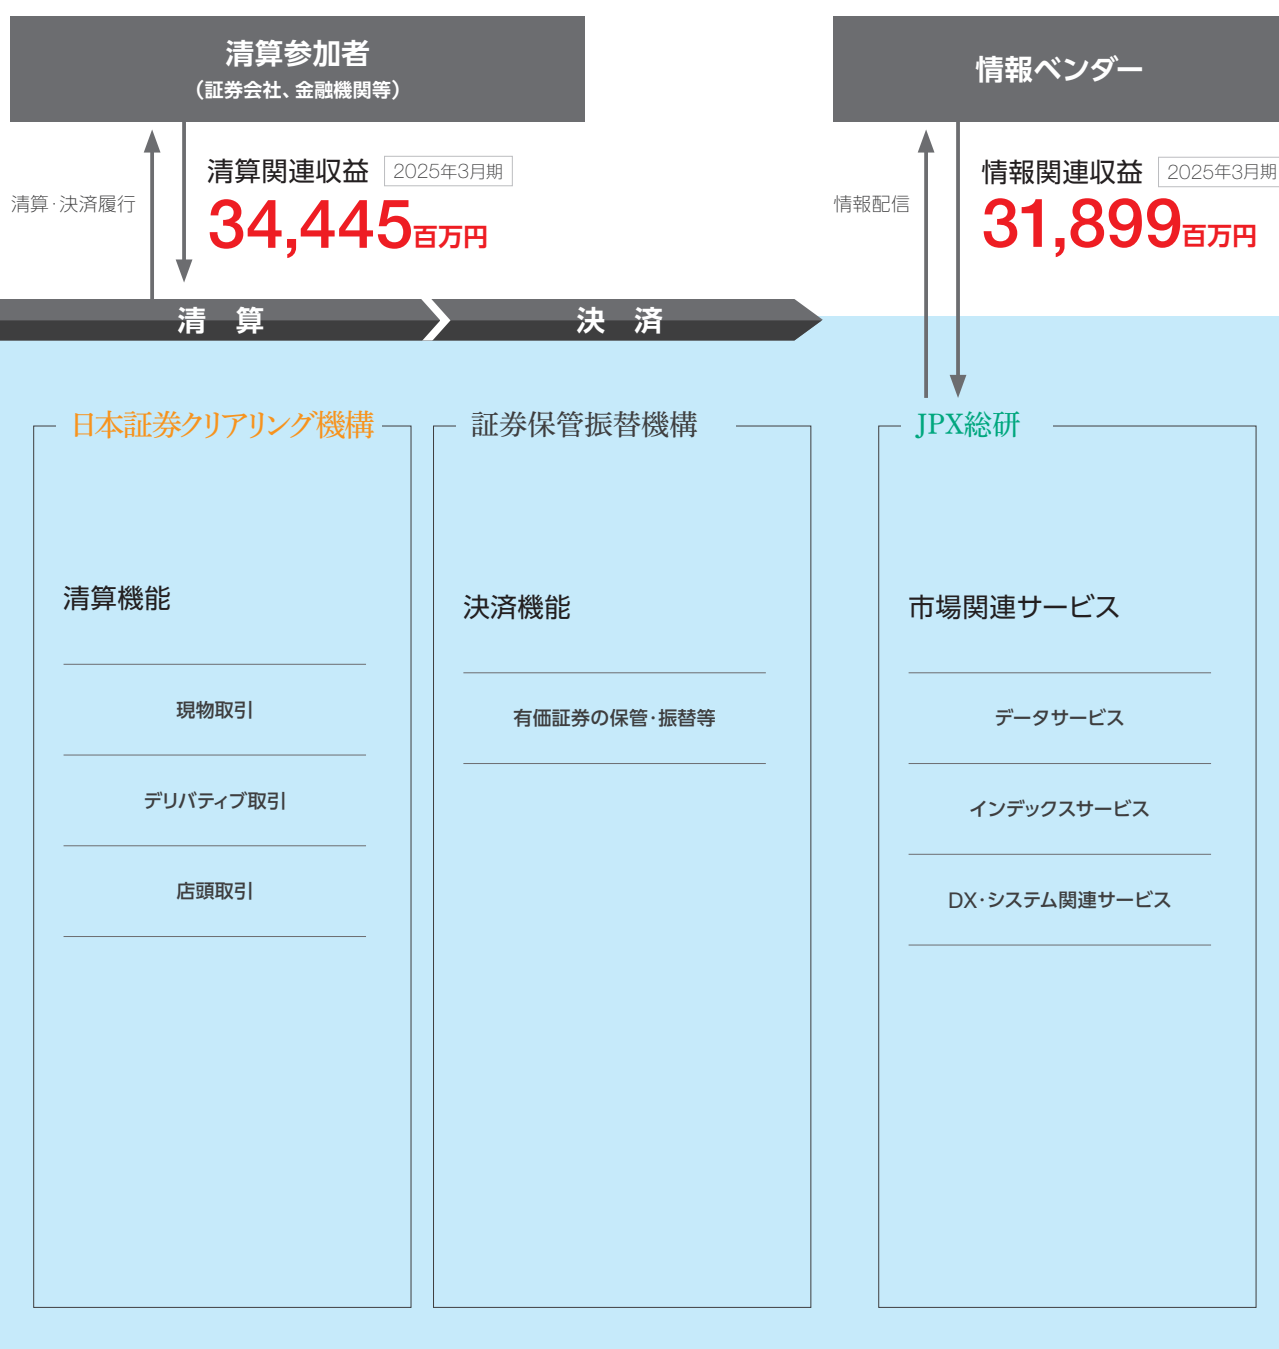 清算参加者
（証券会社、金融機関等）
清算関連収益 2025年3月期
34,445百万円
清算・決済履行
情報ベンダー
情報関連収益 2025年3月期
31,899百万円
情報配信
清　算
決　済
日本証券クリアリング機構
清算機能
現物取引
デリバティブ取引
店頭取引
証券保管振替機構
決済機能
有価証券の保管・振替等
JPX総研
市場関連サービス
データサービス
インデックスサービス
DX・システム関連サービス